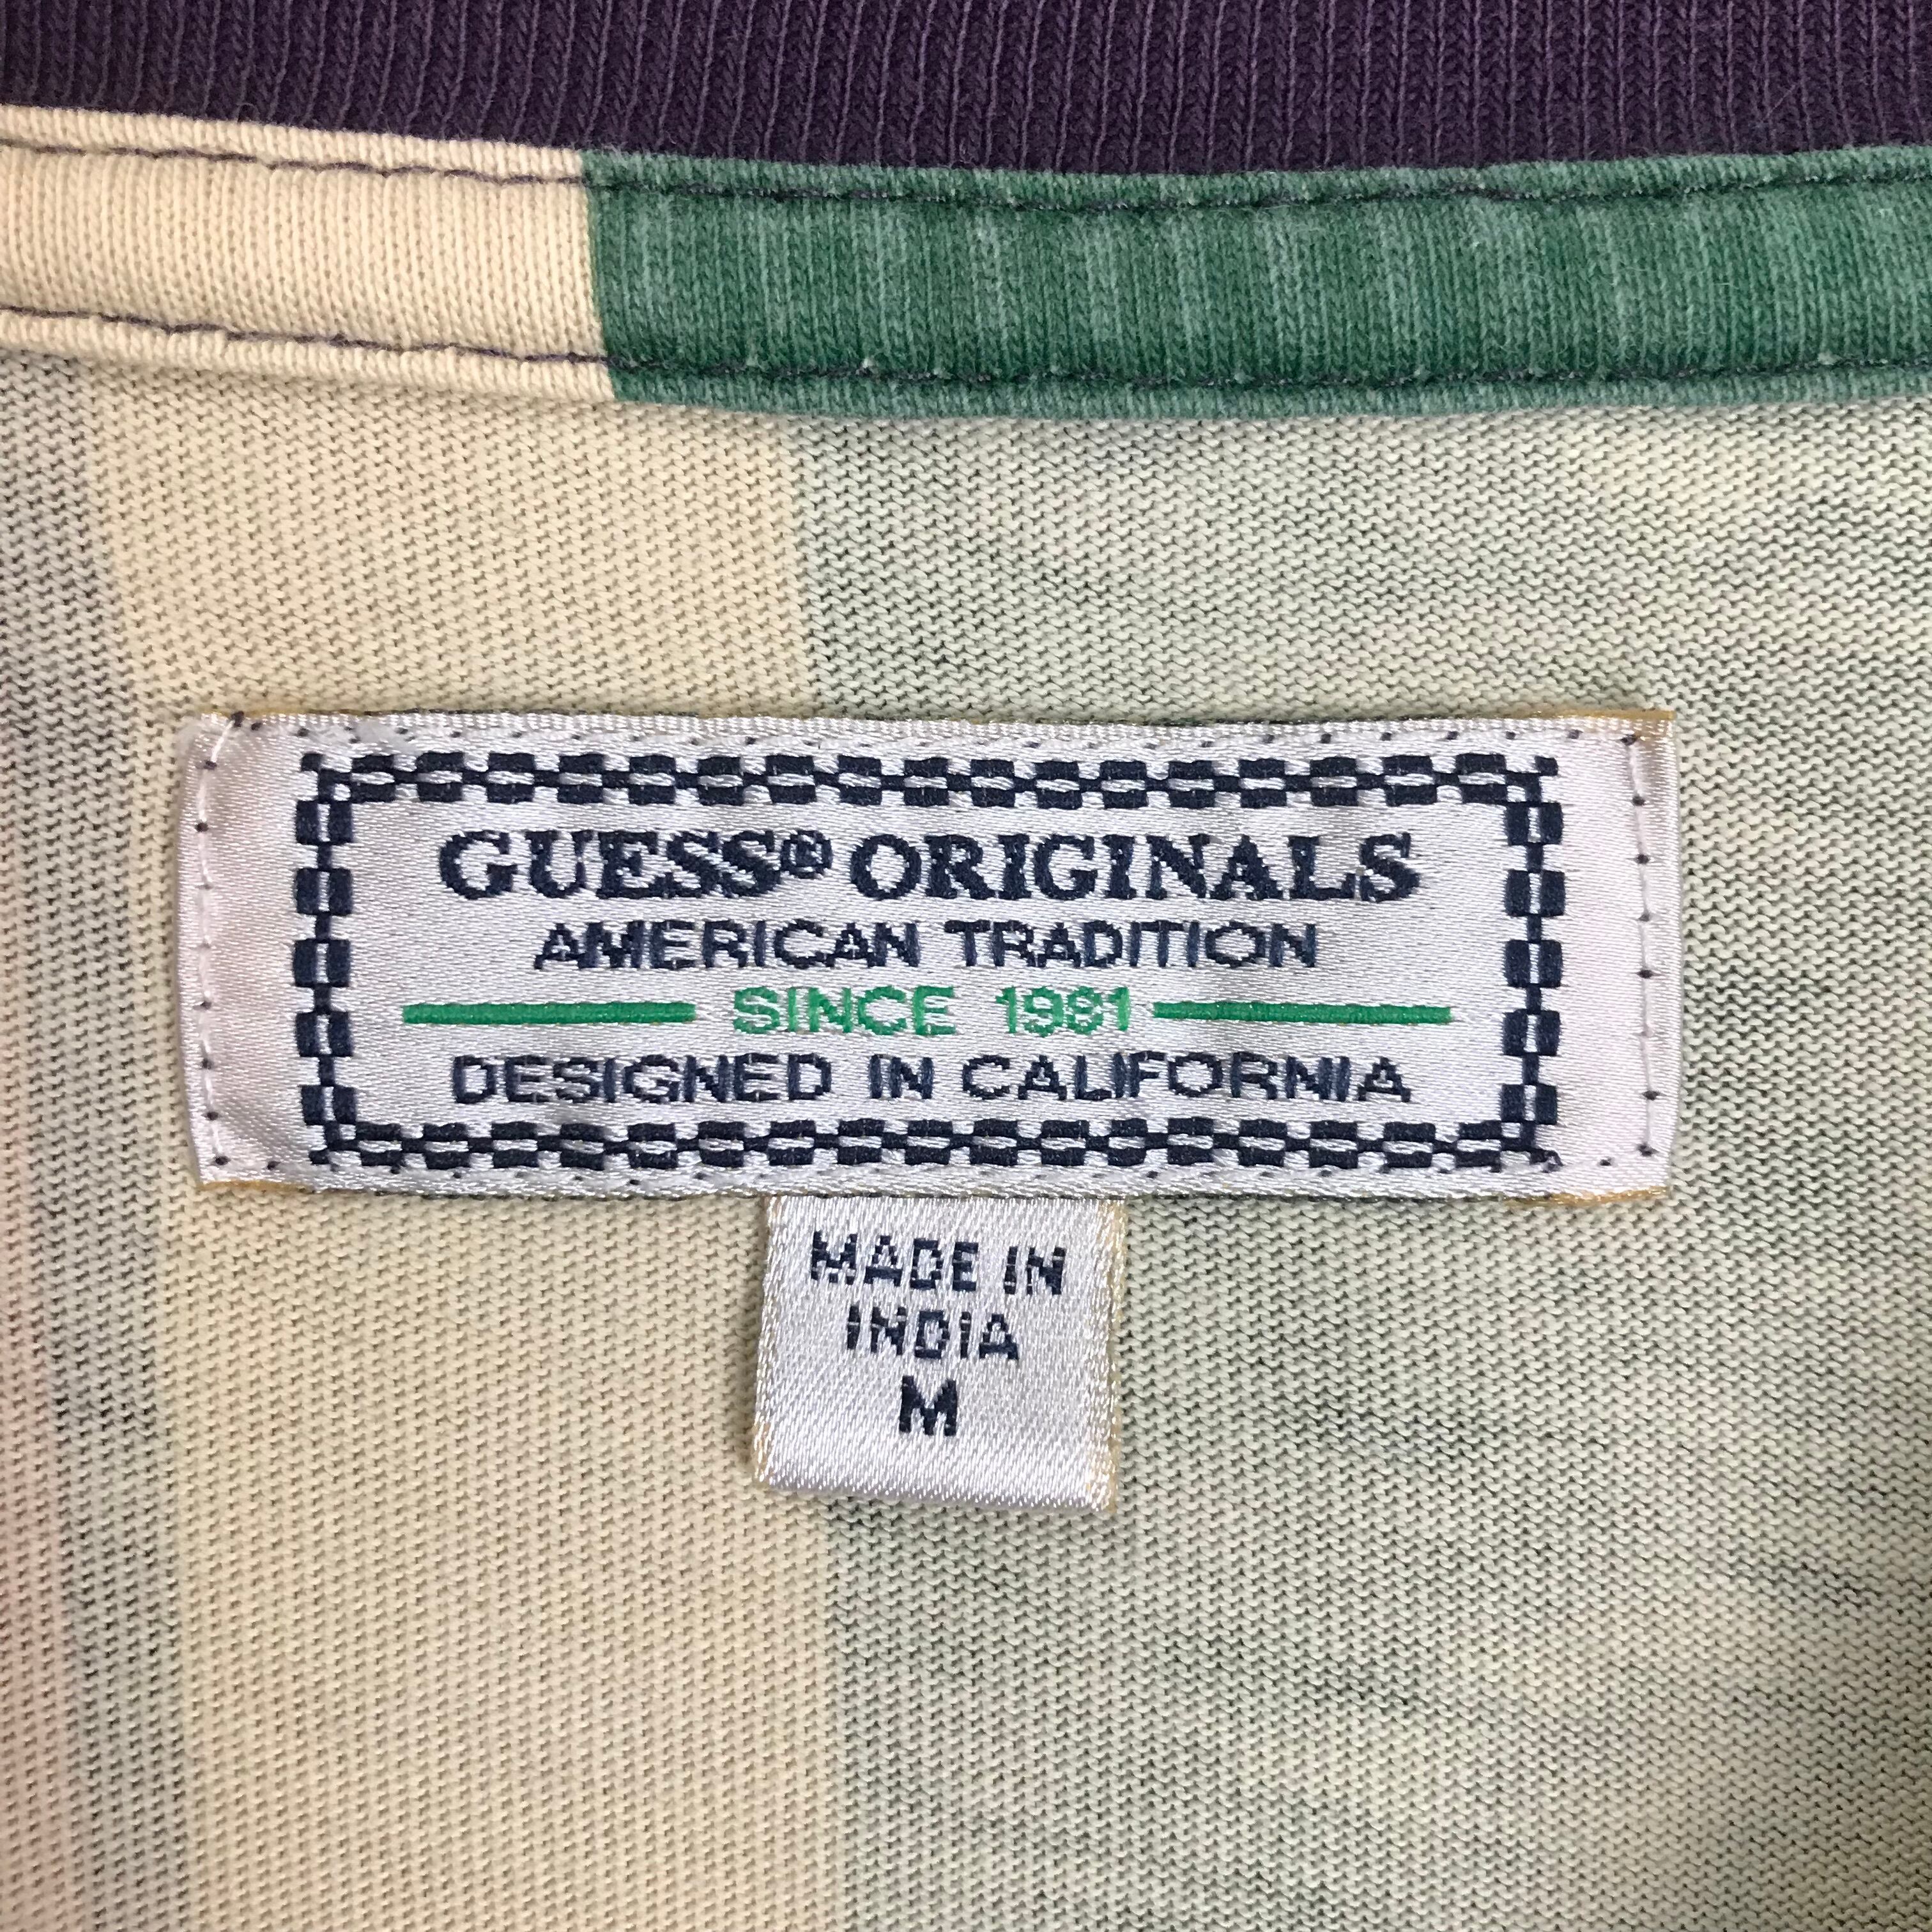 GUESS® ORIGINALS
AMERICAN TRADITION
SINCE 1981
DESIGNED IN CALIFORNIA
MADE IN
INDIA
M